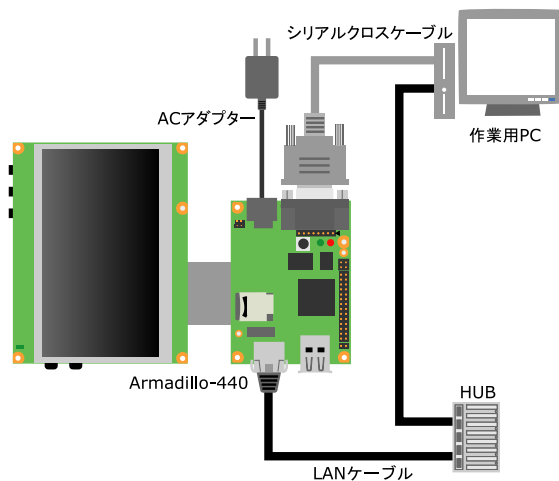 シリアルクロスケーブル
ACアダプター
作業用PC
Armadillo-440
HUB
LANケーブル